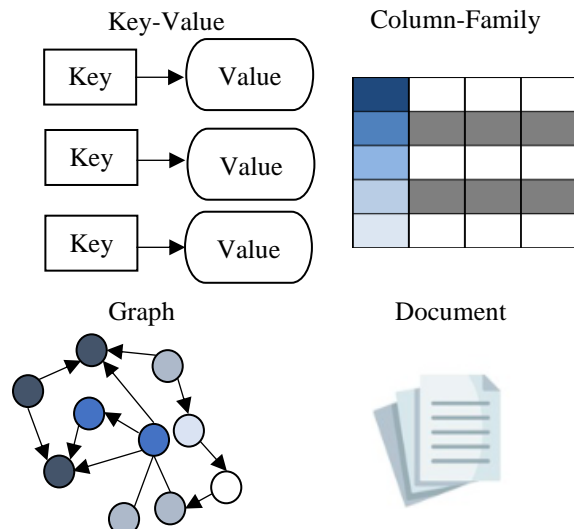 Key-Value
Column-Family
Key
Value
Key
Value
Key
Value
Graph
Document